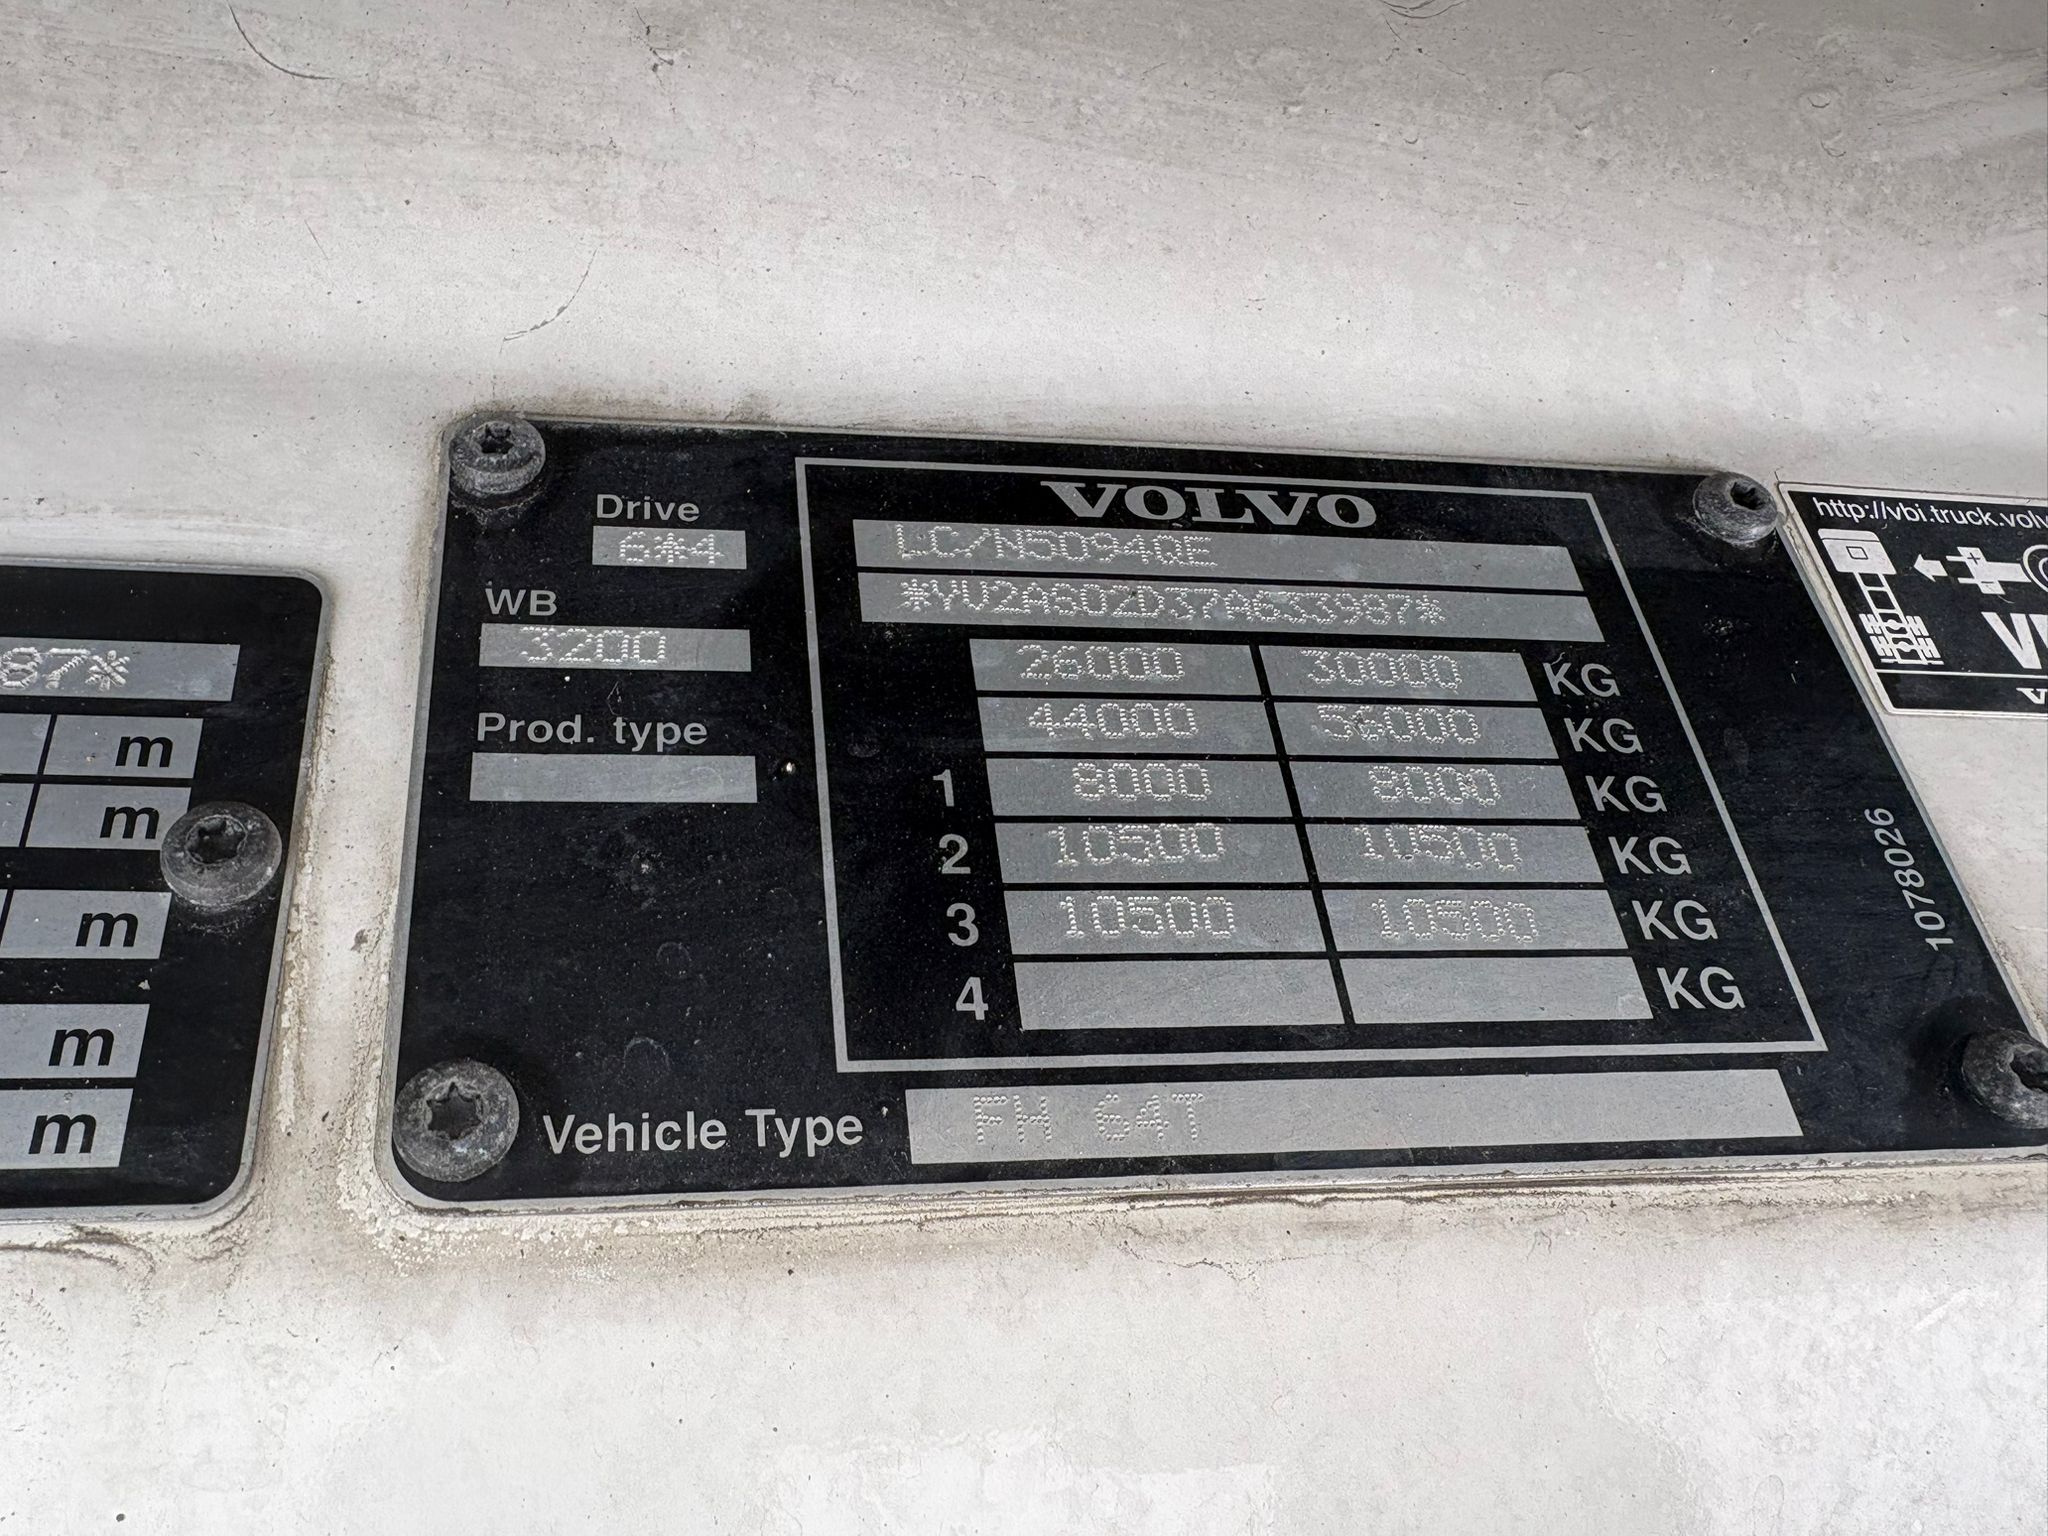 Drive
6*4
WB
3200
Prod. type
VOLVO
LC/N5094QE
*YV2AS02D37A633987*
26000 30000 KG
44000 56000 KG
1 8000 8000 KG
2 10500 10500 KG
3 10500 10500 KG
4 KG
Vehicle Type FH 64T
1078026
87*
m
m
m
m
m
http://vbi.truck.volv